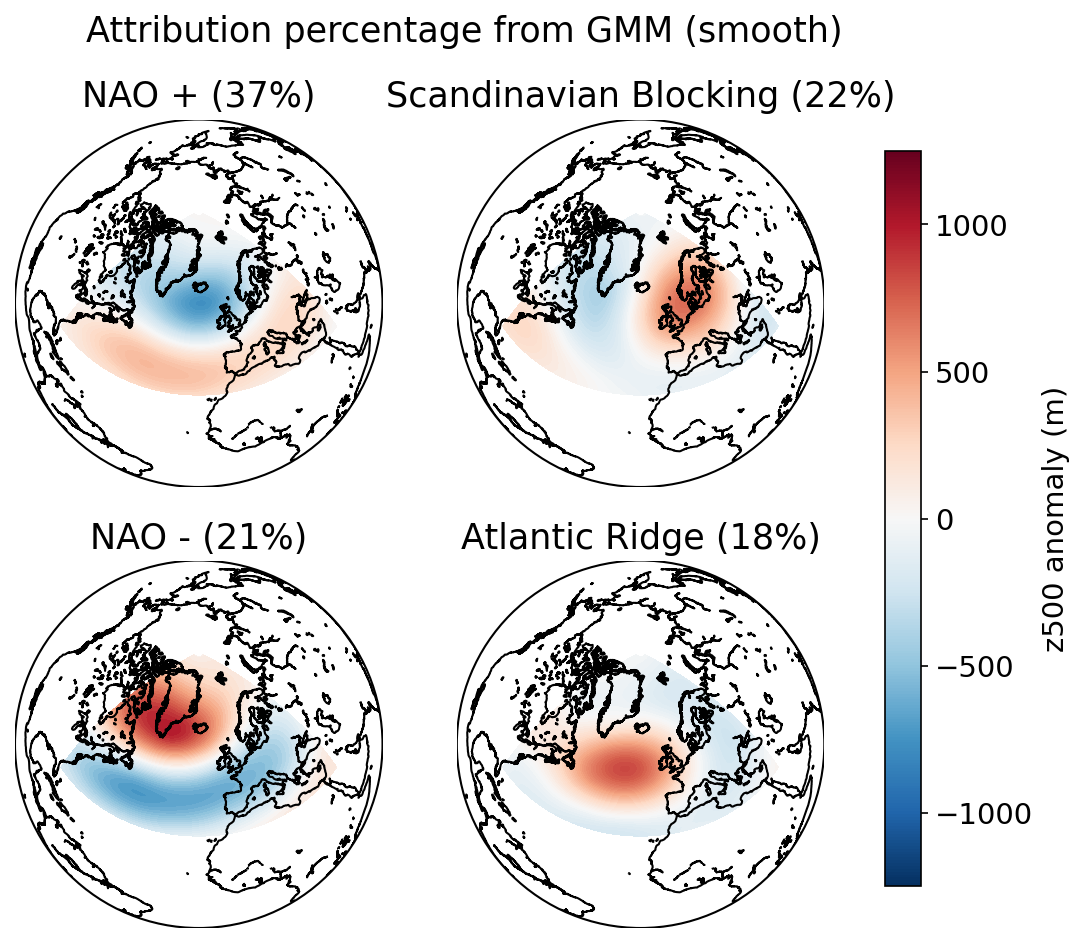 Attribution percentage from GMM (smooth)
NAO + (37%)
Scandinavian Blocking (22%)
NAO - (21%)
Atlantic Ridge (18%)
1000
500
0
−500
−1000
z500 anomaly (m)